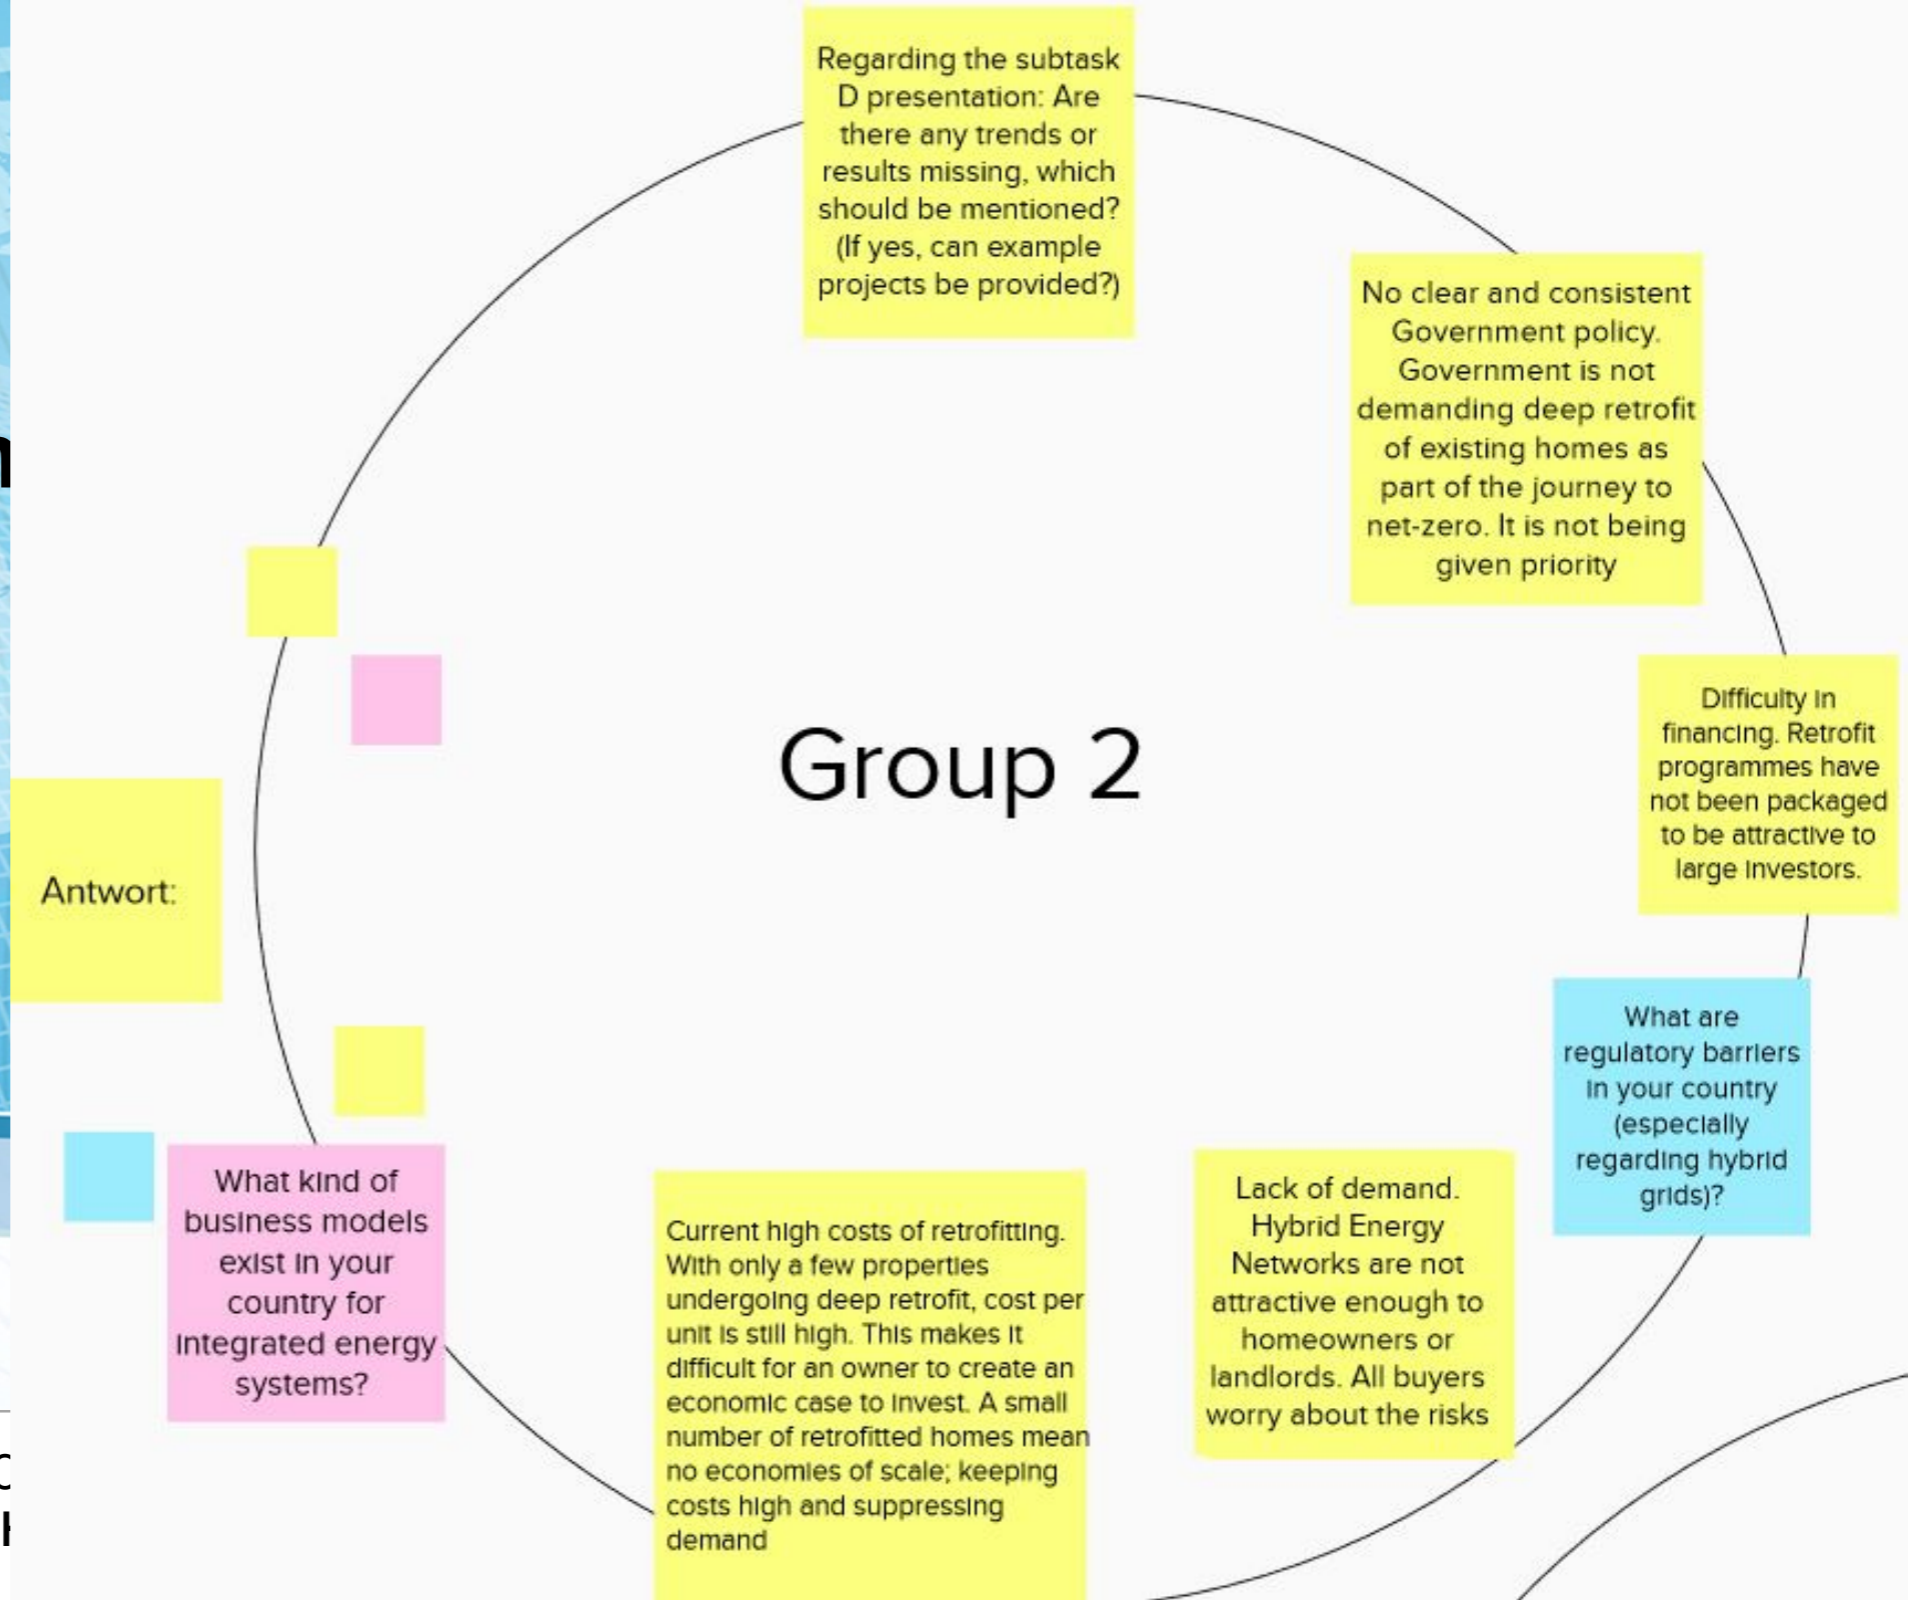 Regarding the subtask
D presentation: Are
there any trends or
results missing, which
should be mentioned?
(If yes, can example
projects be provided?)
No clear and consistent
Government policy.
Government is not
demanding deep retrofit
of existing homes as
part of the journey to
net-zero. It is not being
given priority
Difficulty in
financing. Retrofit
programmes have
not been packaged
to be attractive to
large investors.
Group 2
Antwort:
What are
regulatory barriers
in your country
(especially
regarding hybrid
grids)?
What kind of
business models
exist in your
country for
integrated energy
systems?
Current high costs of retrofitting.
With only a few properties
undergoing deep retrofit, cost per
unit is still high. This makes it
difficult for an owner to create an
economic case to invest. A small
number of retrofitted homes mean
no economies of scale; keeping
costs high and suppressing
demand
Lack of demand.
Hybrid Energy
Networks are not
attractive enough to
homeowners or
landlords. All buyers
worry about the risks